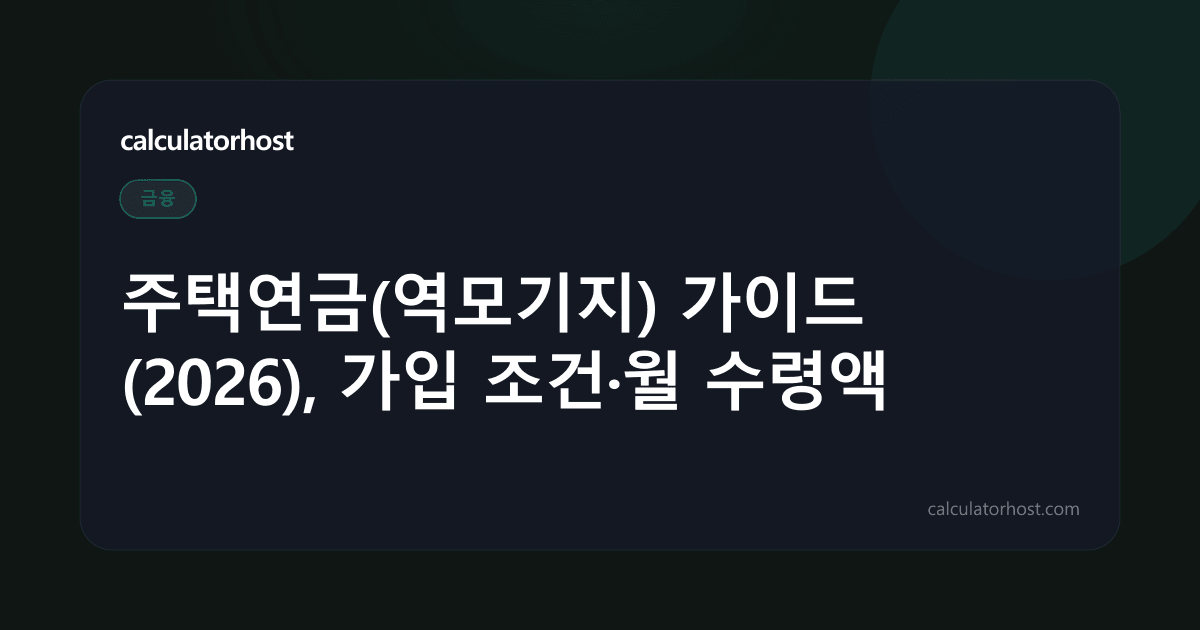 calculatorhost
금융
주택연금(역모기지) 가이드
(2026), 가입 조건·월 수령액
calculatorhost.com